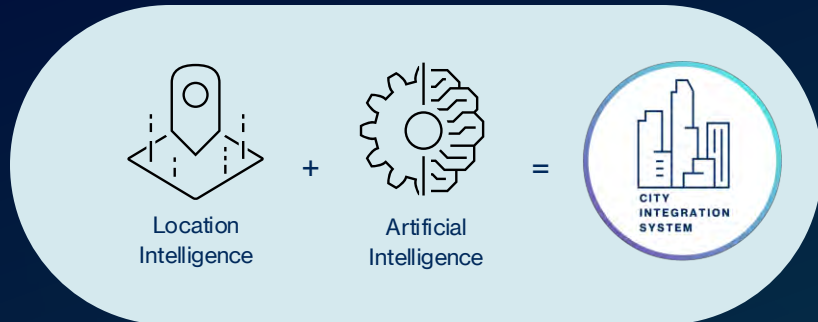 Location
Intelligence
+
Artificial
Intelligence
=
CITY
INTEGRATION
SYSTEM